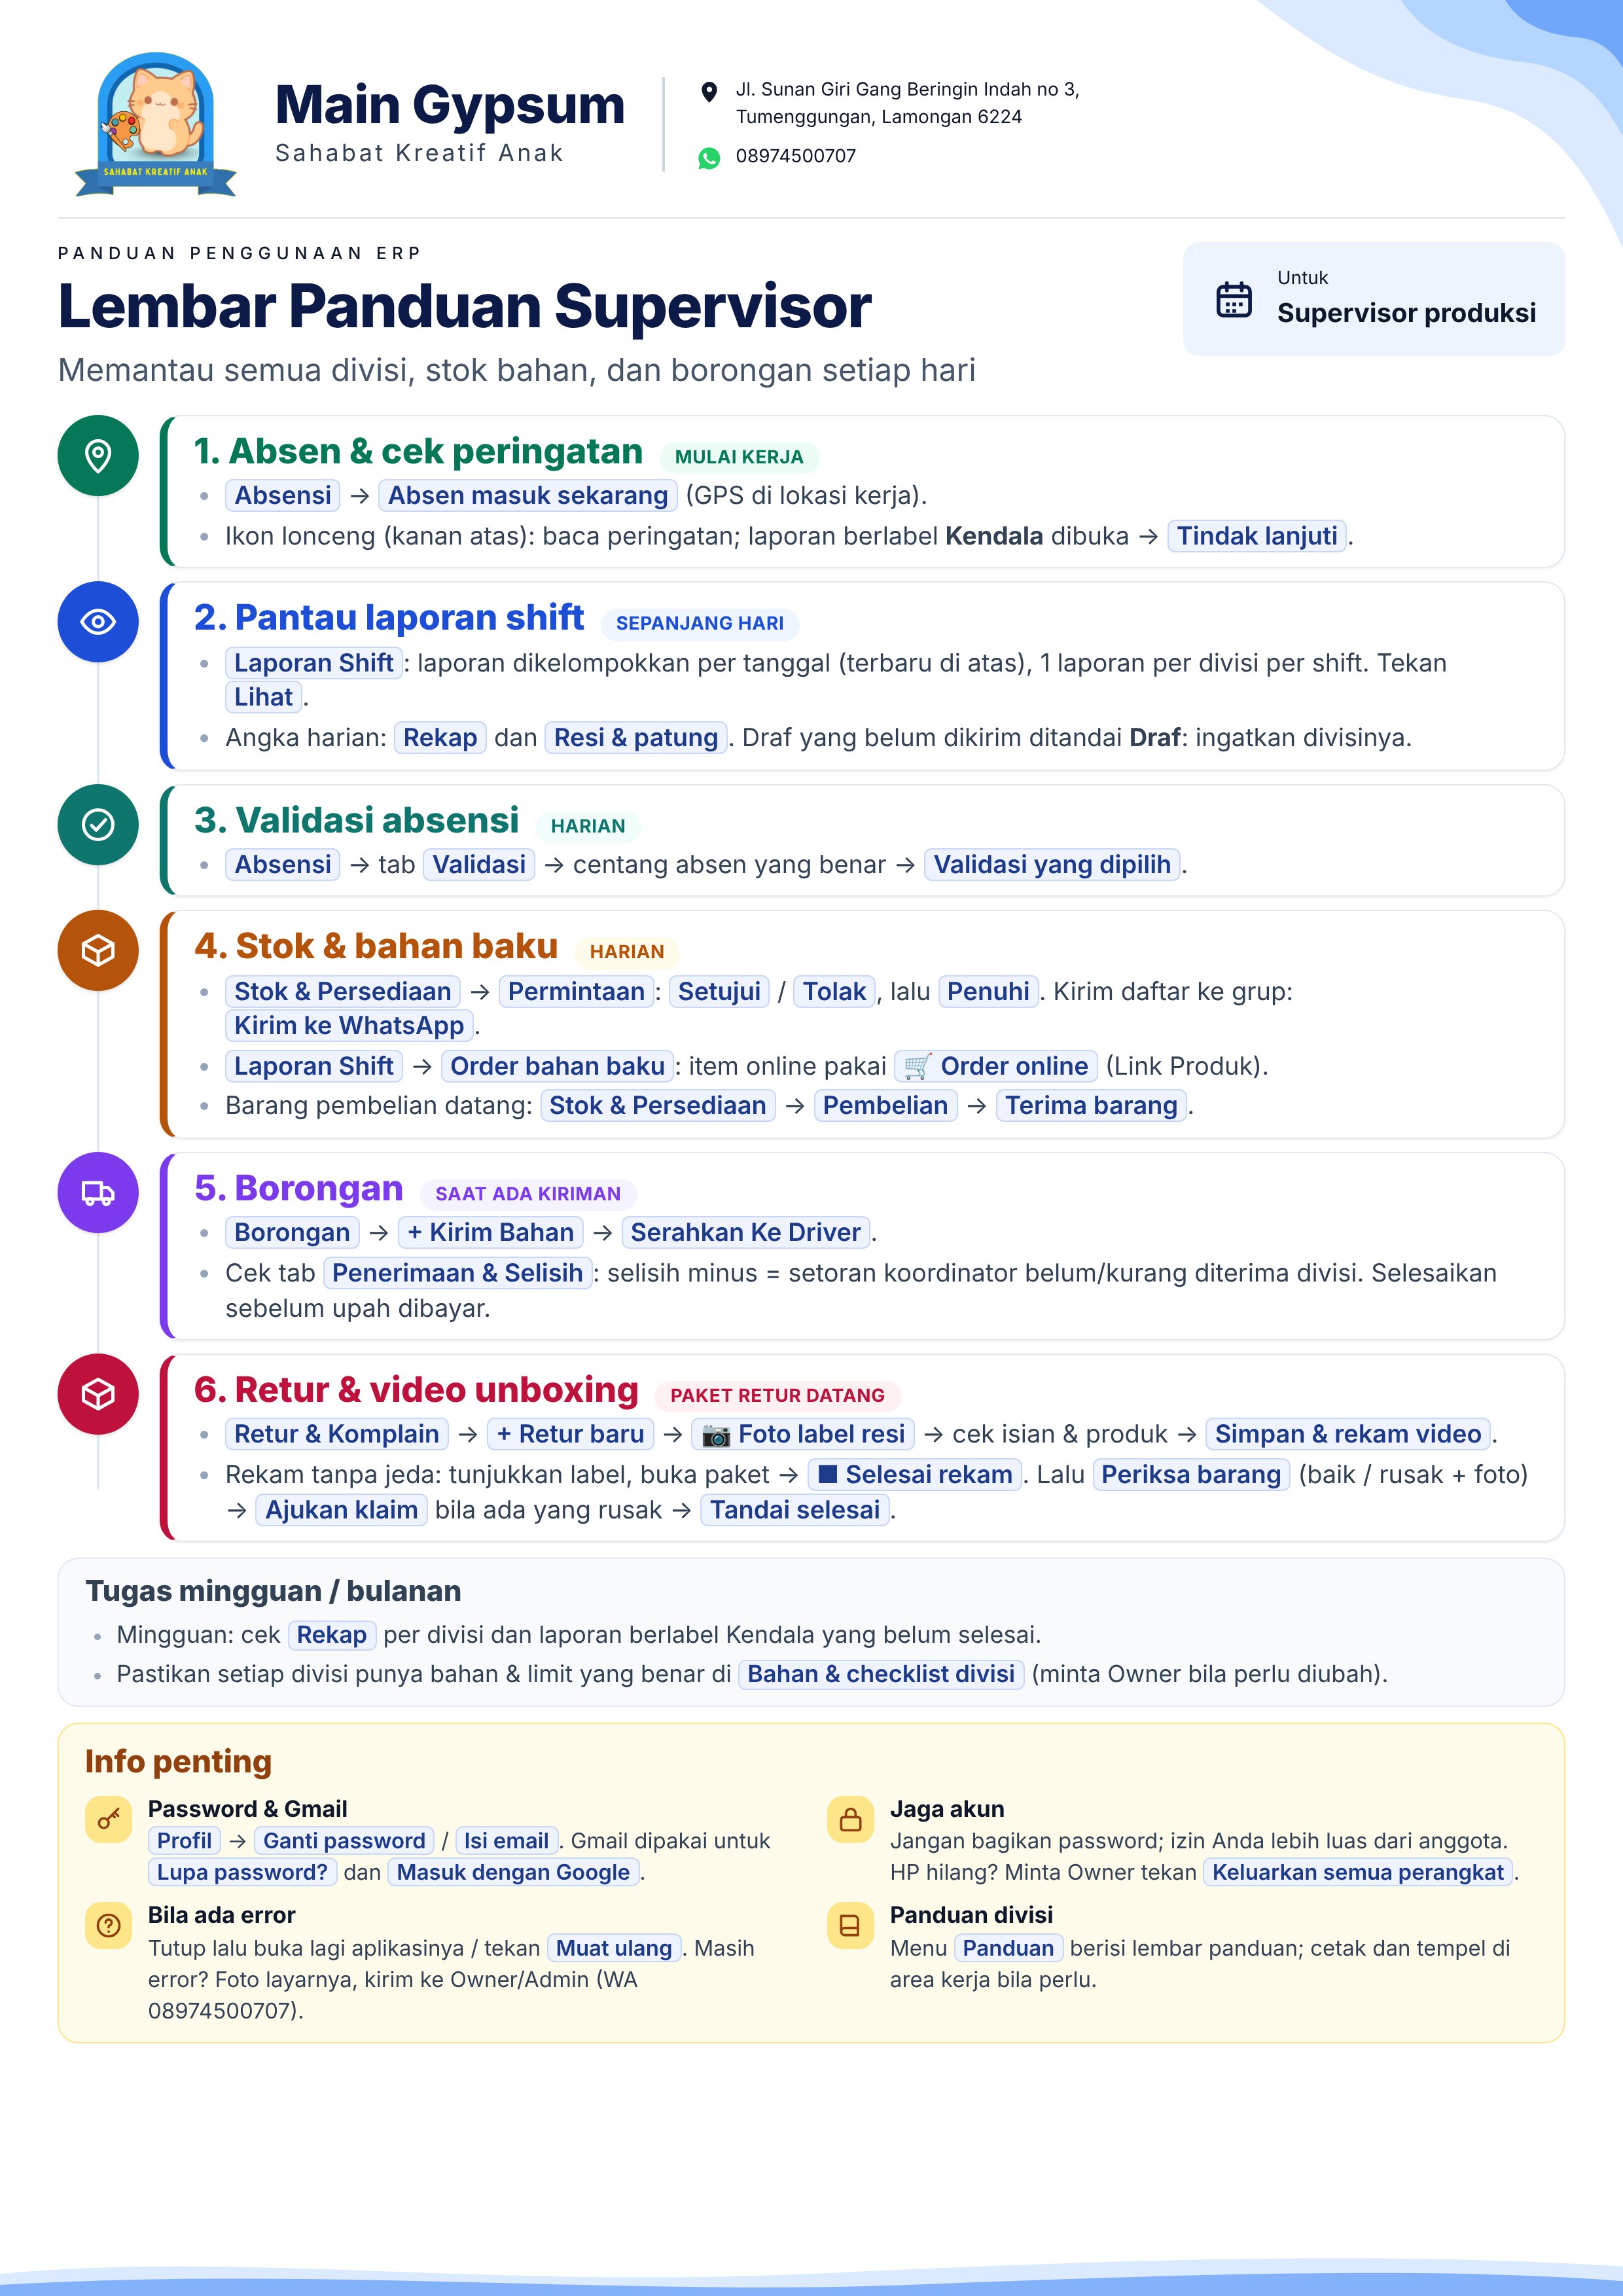 SAHABAT KREATIF ANAK
Main Gypsum
Sahabat Kreatif Anak
Jl. Sunan Giri Gang Beringin Indah no 3,
Tumenggungan, Lamongan 6224
08974500707
PANDUAN PENGGUNAAN ERP
Lembar Panduan Supervisor
Memantau semua divisi, stok bahan, dan borongan setiap hari
Untuk
Supervisor produksi
1. Absen & cek peringatan MULAI KERJA
• Absensi → Absen masuk sekarang (GPS di lokasi kerja).
• Ikon lonceng (kanan atas): baca peringatan; laporan berlabel Kendala dibuka → Tindak lanjuti.
2. Pantau laporan shift SEPANJANG HARI
• Laporan Shift: laporan dikelompokkan per tanggal (terbaru di atas), 1 laporan per divisi per shift. Tekan
Lihat.
• Angka harian: Rekap dan Resi & patung. Draf yang belum dikirim ditandai Draf: ingatkan divisinya.
3. Validasi absensi HARIAN
• Absensi → tab Validasi → centang absen yang benar → Validasi yang dipilih.
4. Stok & bahan baku HARIAN
• Stok & Persediaan → Permintaan: Setujui / Tolak, lalu Penuhi. Kirim daftar ke grup:
Kirim ke WhatsApp.
• Laporan Shift → Order bahan baku: item online pakai 🛒 Order online (Link Produk).
• Barang pembelian datang: Stok & Persediaan → Pembelian → Terima barang.
5. Borongan SAAT ADA KIRIMAN
• Borongan → + Kirim Bahan → Serahkan Ke Driver.
• Cek tab Penerimaan & Selisih: selisih minus = setoran koordinator belum/kurang diterima divisi. Selesaikan
sebelum upah dibayar.
6. Retur & video unboxing PAKET RETUR DATANG
• Retur & Komplain → + Retur baru → 📷 Foto label resi → cek isian & produk → Simpan & rekam video.
• Rekam tanpa jeda: tunjukkan label, buka paket → ■ Selesai rekam. Lalu Periksa barang (baik / rusak + foto)
→ Ajukan klaim bila ada yang rusak → Tandai selesai.
Tugas mingguan / bulanan
• Mingguan: cek Rekap per divisi dan laporan berlabel Kendala yang belum selesai.
• Pastikan setiap divisi punya bahan & limit yang benar di Bahan & checklist divisi (minta Owner bila perlu diubah).
Info penting
Password & Gmail
Profil → Ganti password / Isi email. Gmail dipakai untuk
Lupa password? dan Masuk dengan Google.
Jaga akun
Jangan bagikan password; izin Anda lebih luas dari anggota.
HP hilang? Minta Owner tekan Keluarkan semua perangkat.
Bila ada error
Tutup lalu buka lagi aplikasinya / tekan Muat ulang. Masih
error? Foto layarnya, kirim ke Owner/Admin (WA
08974500707).
Panduan divisi
Menu Panduan berisi lembar panduan; cetak dan tempel di
area kerja bila perlu.